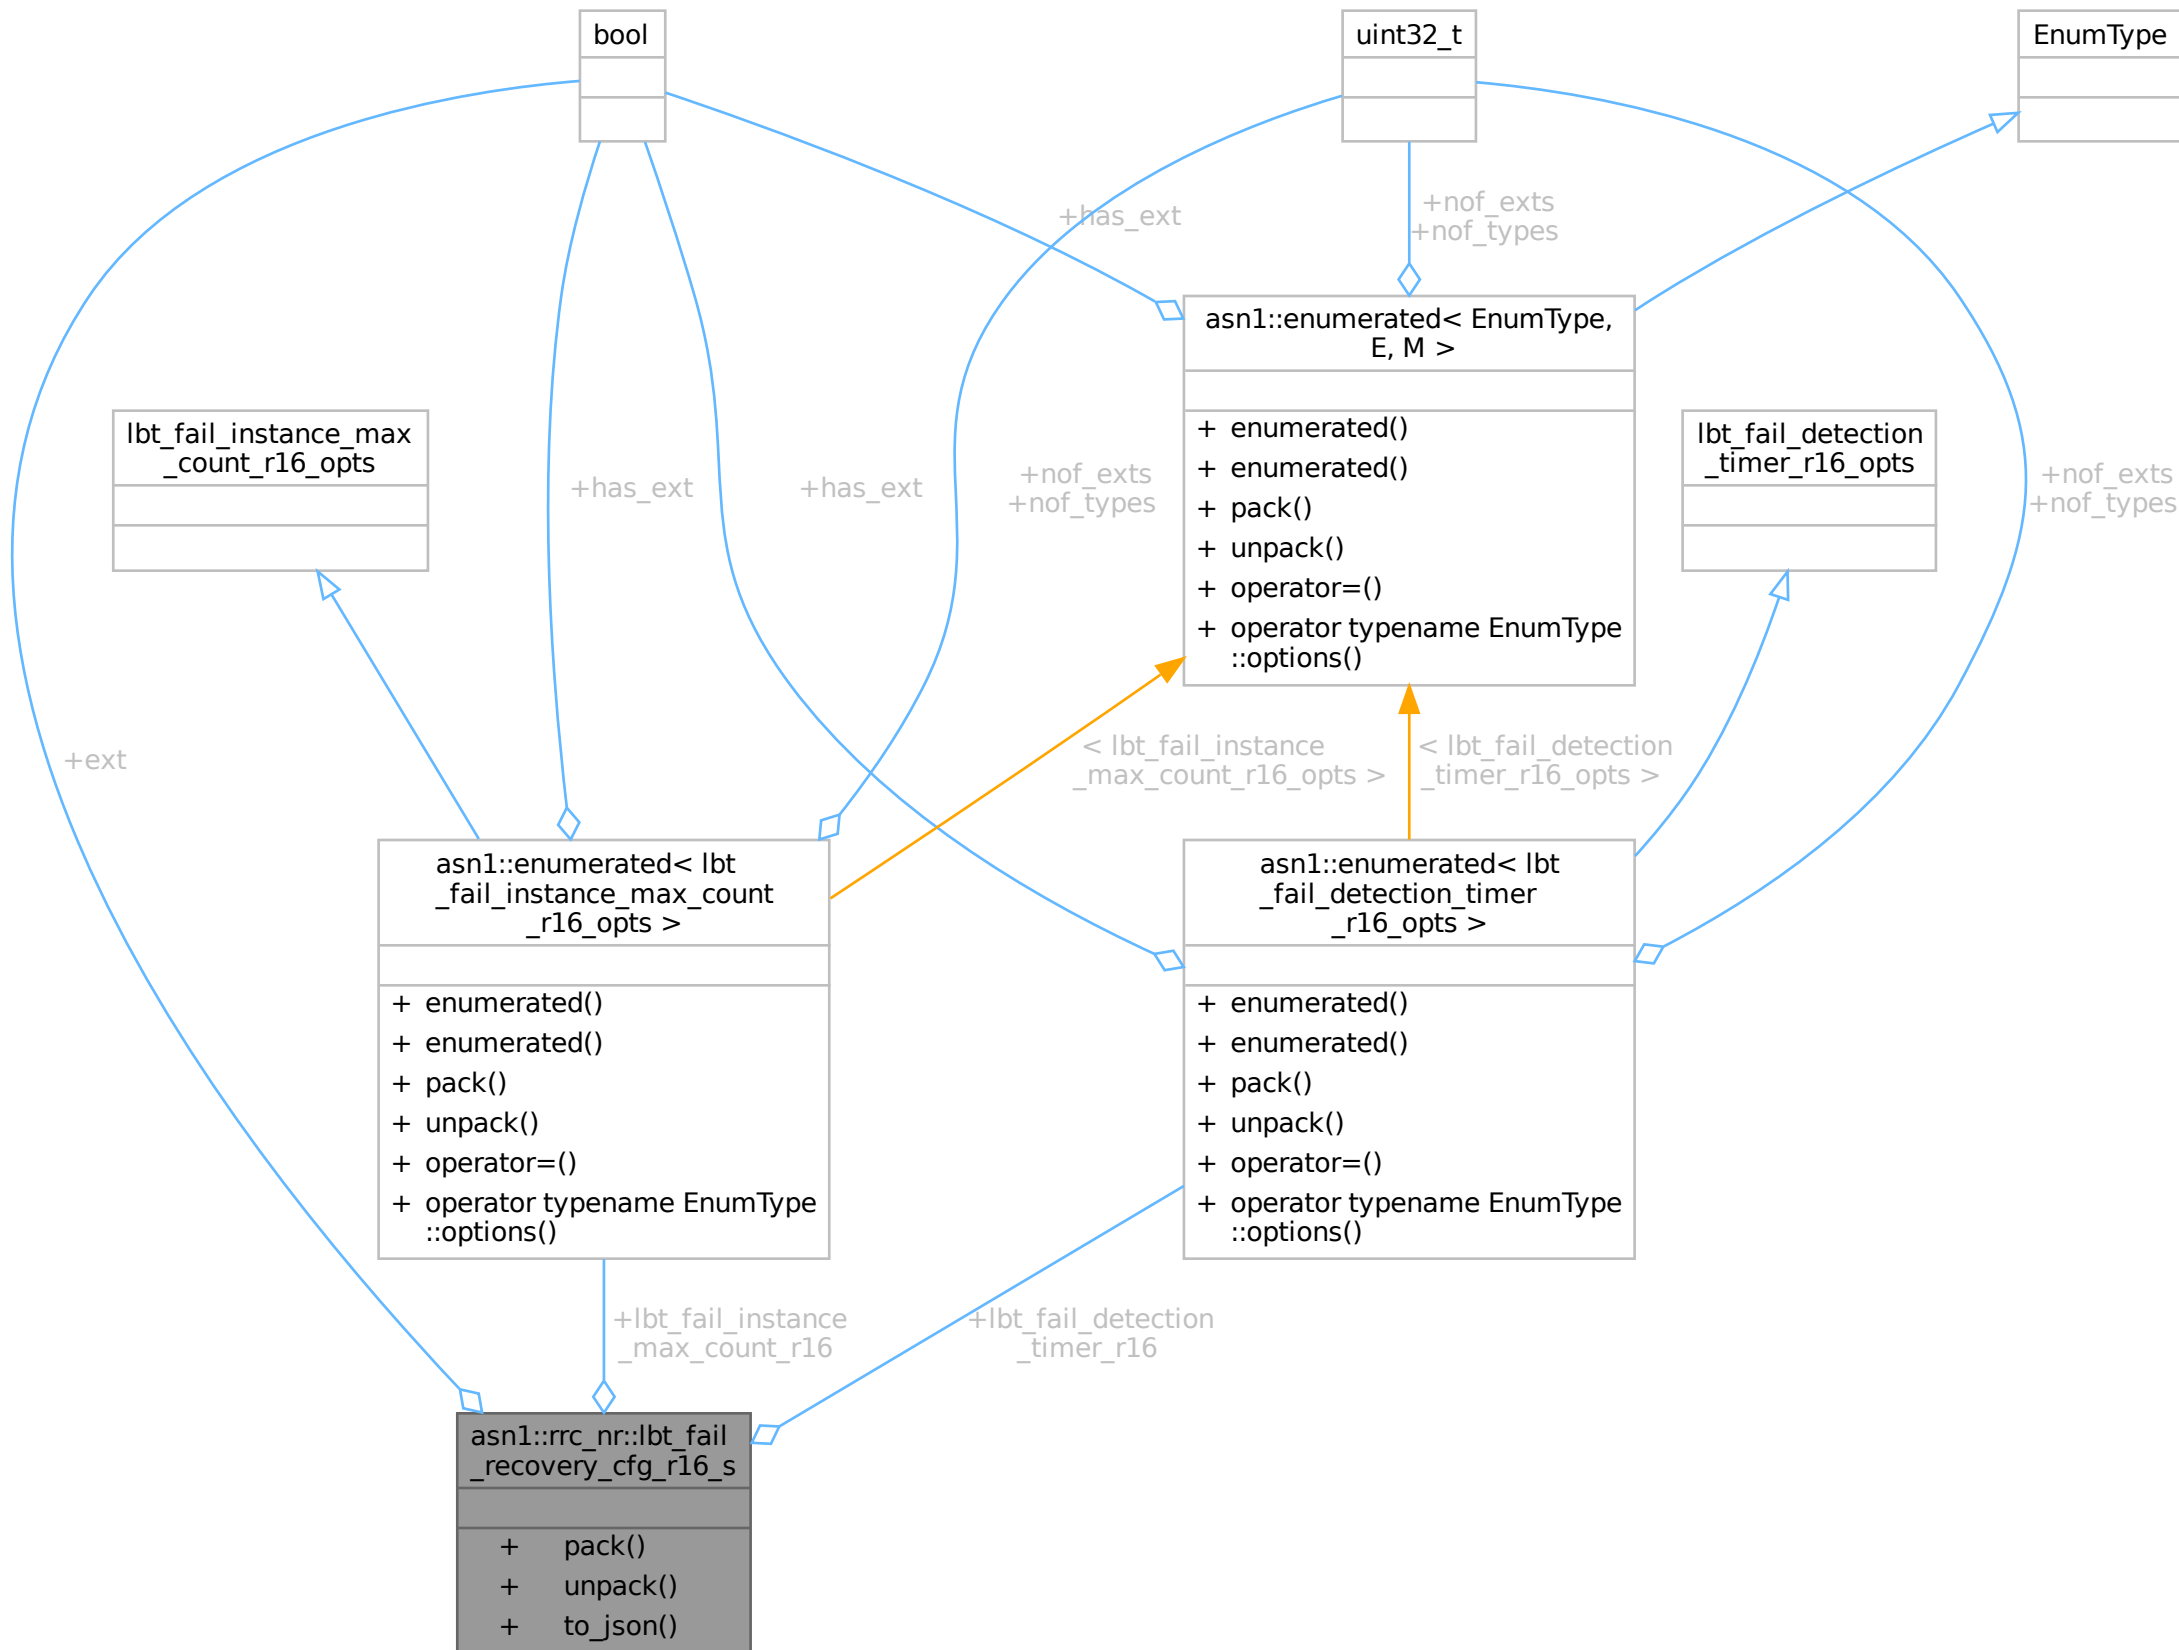 bool
uint32_t
EnumType
+has_ext
+nof_exts
+nof_types
asn1::enumerated< EnumType,
E, M >
+ enumerated()
+ enumerated()
+ pack()
+ unpack()
+ operator=()
+ operator typename EnumType
::options()
lbt_fail_instance_max
_count_r16_opts
lbt_fail_detection
_timer_r16_opts
+has_ext
+has_ext
+nof_exts
+nof_types
+nof_exts
+nof_types
+ext
< lbt_fail_instance
_max_count_r16_opts >
< lbt_fail_detection
_timer_r16_opts >
asn1::enumerated< lbt
_fail_instance_max_count
_r16_opts >
+ enumerated()
+ enumerated()
+ pack()
+ unpack()
+ operator=()
+ operator typename EnumType
::options()
asn1::enumerated< lbt
_fail_detection_timer
_r16_opts >
+ enumerated()
+ enumerated()
+ pack()
+ unpack()
+ operator=()
+ operator typename EnumType
::options()
+lbt_fail_instance
_max_count_r16
+lbt_fail_detection
_timer_r16
asn1::rrc_nr::lbt_fail
_recovery_cfg_r16_s
+ pack()
+ unpack()
+ to_json()